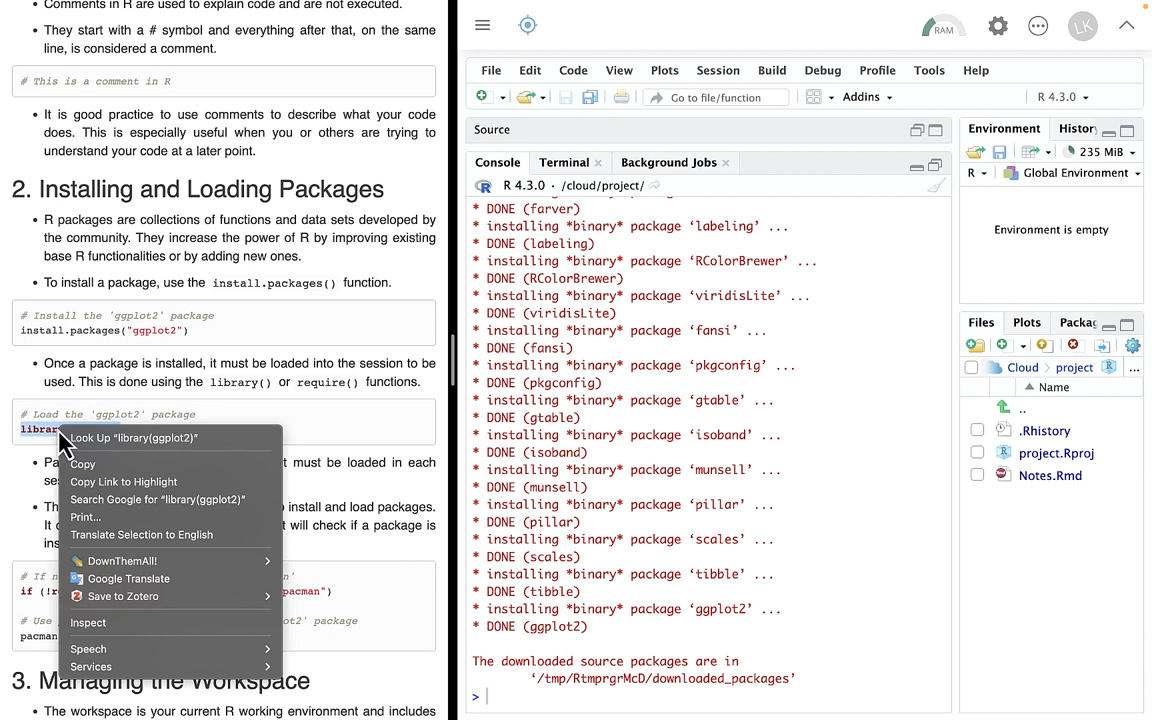 Comments in R are used to explain code and are not executed.
• They start with a # symbol and everything after that, on the same
line, is considered a comment.
# This is a comment in R
• It is good practice to use comments to describe what your code
does. This is especially useful when you or others are trying to
understand your code at a later point.
2. Installing and Loading Packages
• R packages are collections of functions and data sets developed by
the community. They increase the power of R by improving existing
base R functionalities or by adding new ones.
• To install a package, use the install.packages() function.
# Install the 'ggplot2' package
install.packages("ggplot2")
• Once a package is installed, it must be loaded into the session to be
used. This is done using the library() or require() functions.
# Load the 'ggplot2' package
librar
Look Up “library(ggplot2)”
Copy
Copy Link to Highlight
Search Google for “library(ggplot2)”
Print...
Translate Selection to English
DownThemAll!
Google Translate
Save to Zotero
Inspect
Speech
Services
• Pa t must be loaded in each
ses
• Th install and load packages.
It c t will check if a package is
ins
# If n n'
if (!r pacman")
# Use ot2' package
pacman
3. Managing the Workspace
• The workspace is your current R working environment and includes
RAM
LK
File Edit Code View Plots Session Build Debug Profile Tools Help
Go to file/function
Addins
R 4.3.0
Source
Console Terminal Background Jobs
R 4.3.0 · /cloud/project/
* DONE (farver)
* installing *binary* package ‘labeling’ ...
* DONE (labeling)
* installing *binary* package ‘RColorBrewer’ ...
* DONE (RColorBrewer)
* installing *binary* package ‘viridisLite’ ...
* DONE (viridisLite)
* installing *binary* package ‘fansi’ ...
* DONE (fansi)
* installing *binary* package ‘pkgconfig’ ...
* DONE (pkgconfig)
* installing *binary* package ‘gtable’ ...
* DONE (gtable)
* installing *binary* package ‘isoband’ ...
* DONE (isoband)
* installing *binary* package ‘munsell’ ...
* DONE (munsell)
* installing *binary* package ‘pillar’ ...
* DONE (pillar)
* installing *binary* package ‘scales’ ...
* DONE (scales)
* installing *binary* package ‘tibble’ ...
* DONE (tibble)
* installing *binary* package ‘ggplot2’ ...
* DONE (ggplot2)
The downloaded source packages are in
‘/tmp/RtmprgrMcD/downloaded_packages’
>
Environment History
235 MiB
R Global Environment
Environment is empty
Files Plots Packag
Cloud project
...
Name
..
.Rhistory
project.Rproj
Notes.Rmd